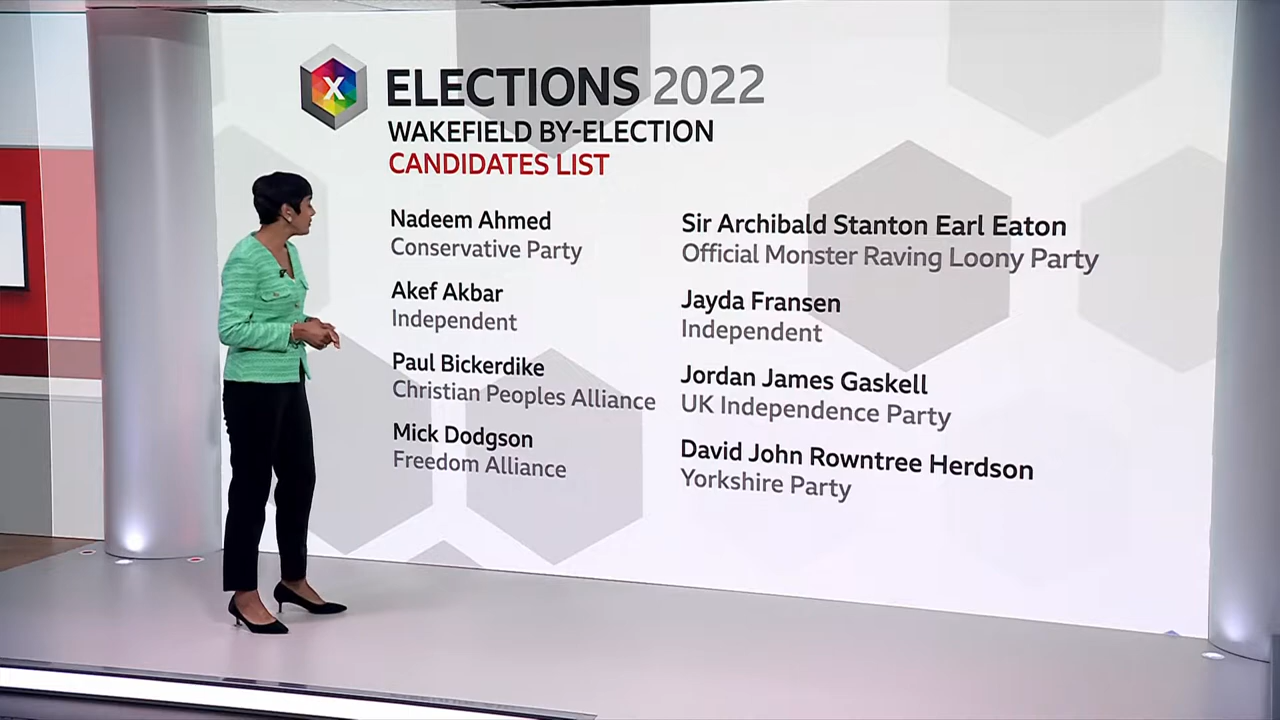 X
ELECTIONS 2022
WAKEFIELD BY-ELECTION
CANDIDATES LIST
Nadeem Ahmed
Conservative Party
Akef Akbar
Independent
Paul Bickerdike
Christian Peoples Alliance
Mick Dodgson
Freedom Alliance
Sir Archibald Stanton Earl Eaton
Official Monster Raving Loony Party
Jayda Fransen
Independent
Jordan James Gaskell
UK Independence Party
David John Rowntree Herdson
Yorkshire Party